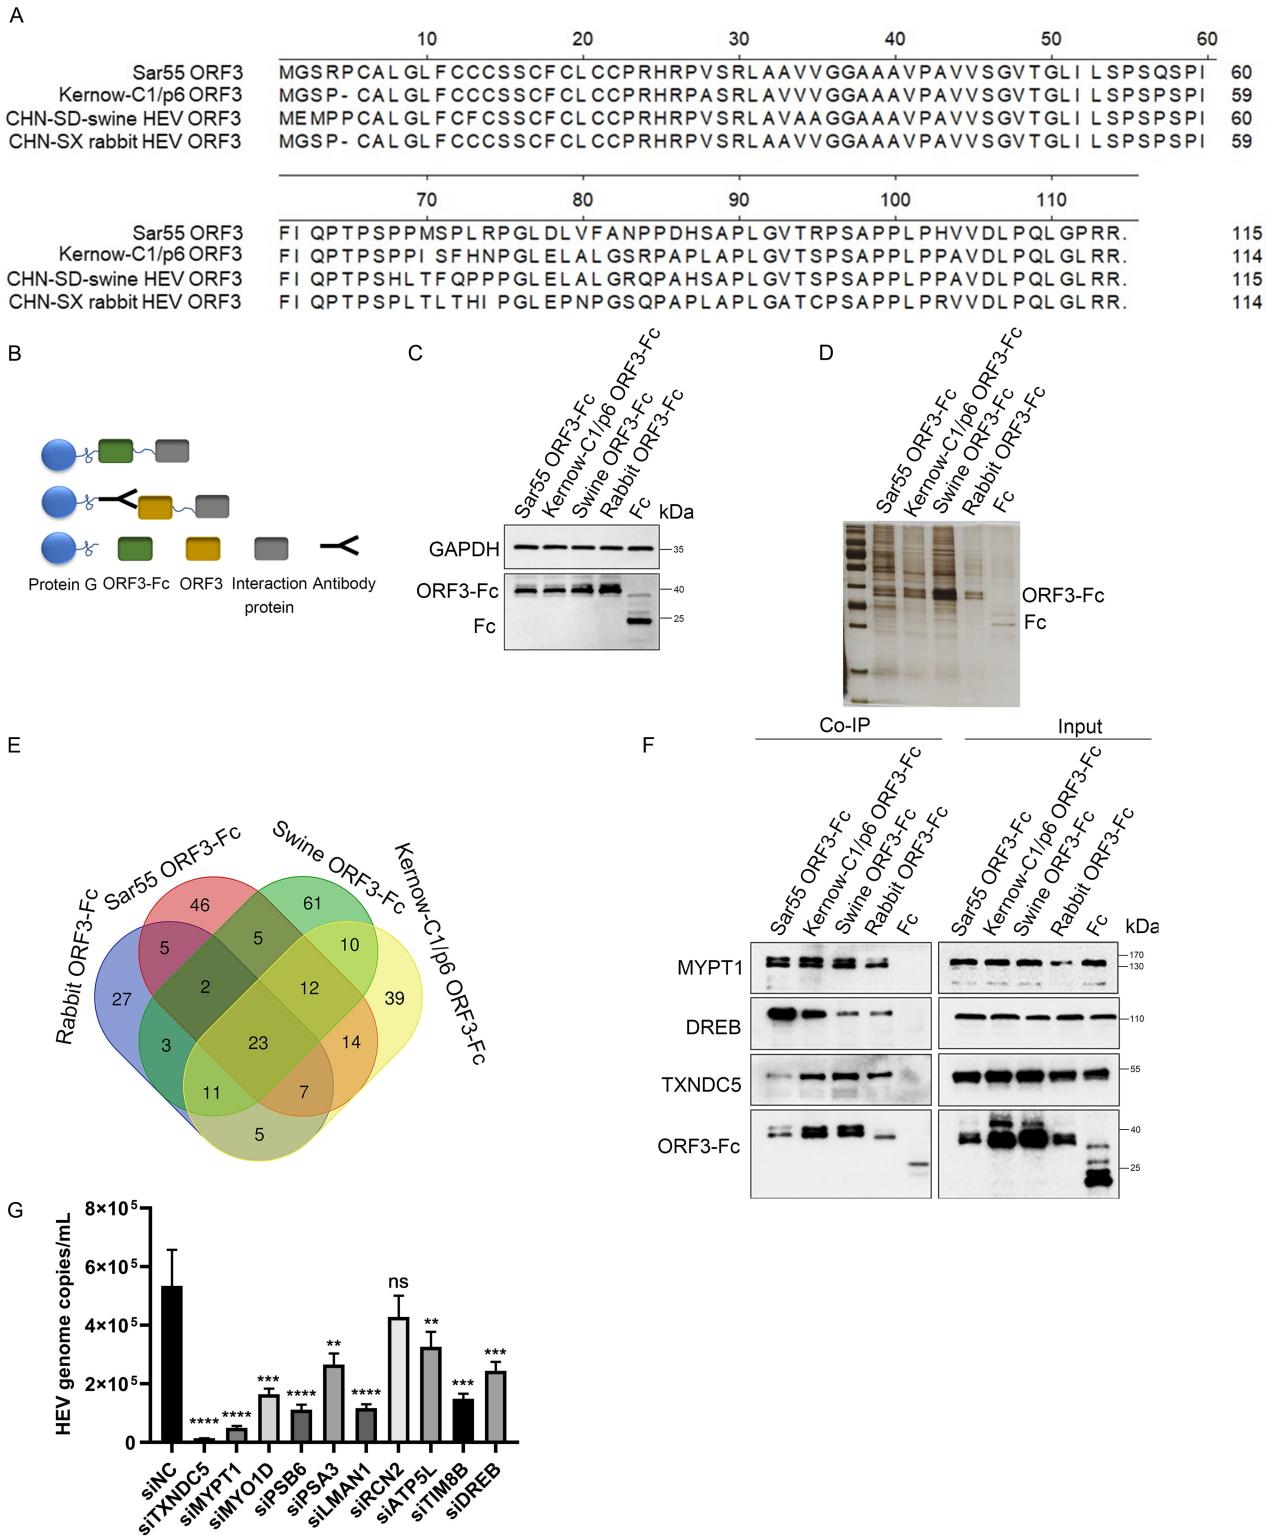 A
10 20 30 40 50 60
Sar55 ORF3 MGSRPCALGLFCCCSSCFCLCCPRHRPVSRLAAVVGGAAAVPAVVSGVTGLILSPSQSPI 60
Kernow-C1/p6 ORF3 MGSP-CALGLFCCCSSCFCLCCPRHRPASRLAVVVGGAAAVPAVVSGVTGLILSPSPSPI 59
CHN-SD-swine HEV ORF3 MEMPPCALGLFCFCSSCFCLCCPRHRPVSRLAVAAGGAAAVPAVVSGVTGLILSPSPSPI 60
CHN-SX rabbit HEV ORF3 MGSP-CALGLFCCCSSCFCLCCPRHRPASRLAAVVGGAAAVPAVVSGVTGLILSPSPSPI 59
70 80 90 100 110
Sar55 ORF3 FIQPTPSPPMSPLRPGLDLVFANPPDHSAPLGVTRPSAPPLPHVVDLPQLGPRR. 115
Kernow-C1/p6 ORF3 FIQPTPSPPISFHNPGLELALGSRPAPLAPLGVTSPSAPPLPPVVDLPQLGLRR. 114
CHN-SD-swine HEV ORF3 FIQPTPSHLTFQPPPGLELALGRQPAHSAPLGVTSPSAPPLPPVVDLPQLGLRR. 115
CHN-SX rabbit HEV ORF3 FIQPTPSPLTLTHIPGLEPNPGSQPAPLAPLGATCPSAPPLPRVVDLPQLGLRR. 114
B
Protein G ORF3-Fc ORF3 Interaction protein Antibody
C
Sar55 ORF3-Fc
Kernow-C1/p6 ORF3-Fc
Swine ORF3-Fc
Rabbit ORF3-Fc
Fc
kDa
GAPDH 35
ORF3-Fc 40
Fc 25
D
Sar55 ORF3-Fc
Kernow-C1/p6 ORF3-Fc
Swine ORF3-Fc
Rabbit ORF3-Fc
Fc
ORF3-Fc
Fc
E
Rabbit ORF3-Fc
Sar55 ORF3-Fc
Swine ORF3-Fc
Kernow-C1/p6 ORF3-Fc
46 61
5 5 10
27 2 12 39
3 23 14
11 7
5
F
Co-IP Input
Sar55 ORF3-Fc
Kernow-C1/p6 ORF3-Fc
Swine ORF3-Fc
Rabbit ORF3-Fc
Fc
Sar55 ORF3-Fc
Kernow-C1/p6 ORF3-Fc
Swine ORF3-Fc
Rabbit ORF3-Fc
Fc
kDa
MYPT1 170
130
DREB 110
TXNDC5 55
ORF3-Fc 40
25
G
HEV genome copies/mL
8×10⁵
6×10⁵
4×10⁵
2×10⁵
0
**** **** *** **** ** **** ns ** *** ***
siNC
siTXNDC5
siMYPT1
siMYO1D
siPSB6
siPSA3
siLMAN1
siRCN2
siATP5L
siTIM8B
siDREB